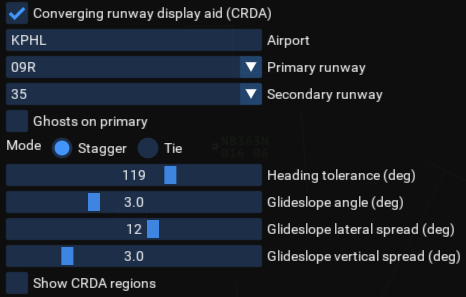 Converging runway display aid (CRDA)
KPHL Airport
09R Primary runway
35 Secondary runway
Ghosts on primary
Mode Stagger Tie
119 Heading tolerance (deg)
3.0 Glideslope angle (deg)
12 Glideslope lateral spread (deg)
3.0 Glideslope vertical spread (deg)
Show CRDA regions